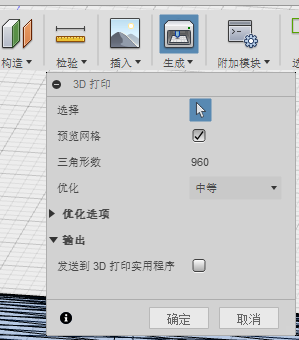 构造▼ 检验▼ 插入▼ 生成▼ 附加模块▼
3D 打印
选择
预览网格
三角形数 960
优化 中等
优化选项
输出
发送到 3D 打印实用程序
确定 取消